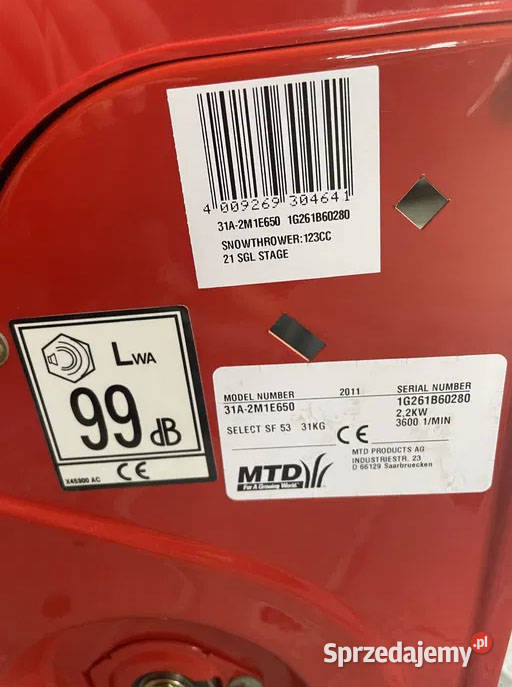 4 009269 304641
31A-2M1E650 1G261B60280
SNOWTHROWER:123CC
21 SGL STAGE
LWA
99 dB
CE
X45300 AC
MODEL NUMBER 2011 SERIAL NUMBER
31A-2M1E650 1G261B60280
2,2KW
SELECT SF 53 31KG CE 3600 1/MIN
MTD PRODUCTS AG
INDUSTRIESTR. 23
D 66129 Saarbruecken
MTD
For A Growing World.
Sprzedajemy.pl